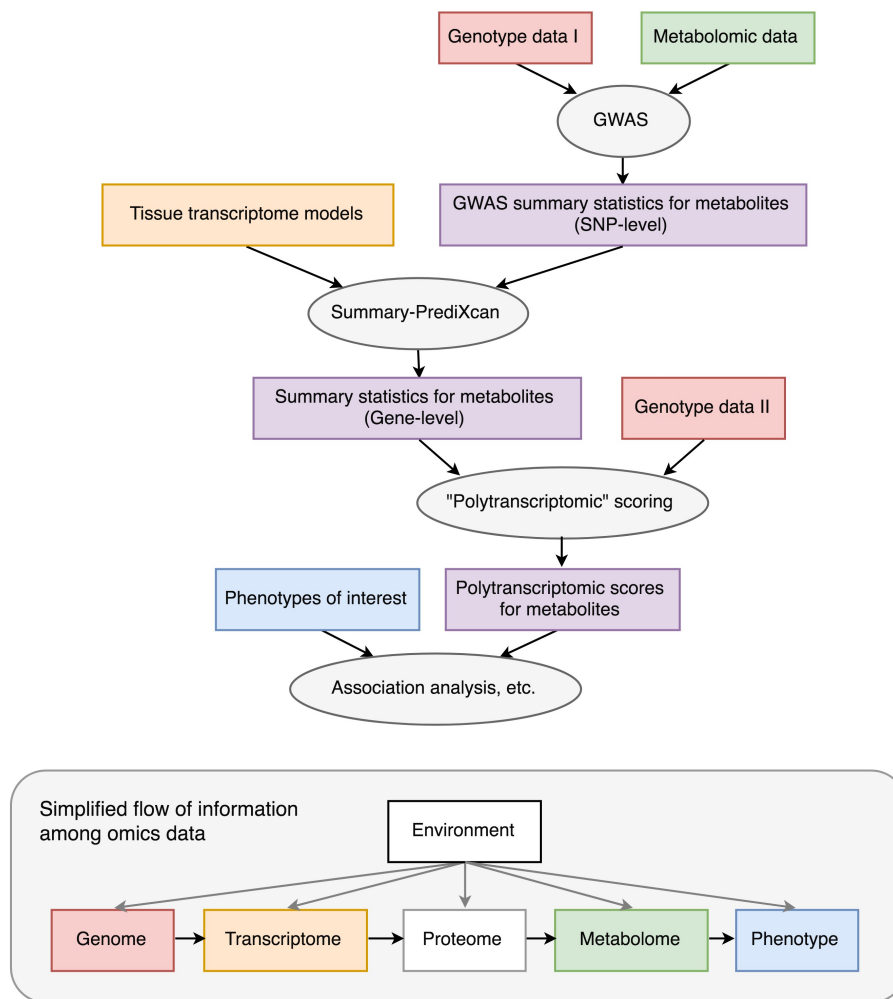 Genotype data I
Metabolomic data
GWAS
Tissue transcriptome models
GWAS summary statistics for metabolites
(SNP-level)
Summary-PrediXcan
Summary statistics for metabolites
(Gene-level)
Genotype data II
"Polytranscriptomic" scoring
Phenotypes of interest
Polytranscriptomic scores
for metabolites
Association analysis, etc.
Simplified flow of information
among omics data
Environment
Genome
Transcriptome
Proteome
Metabolome
Phenotype